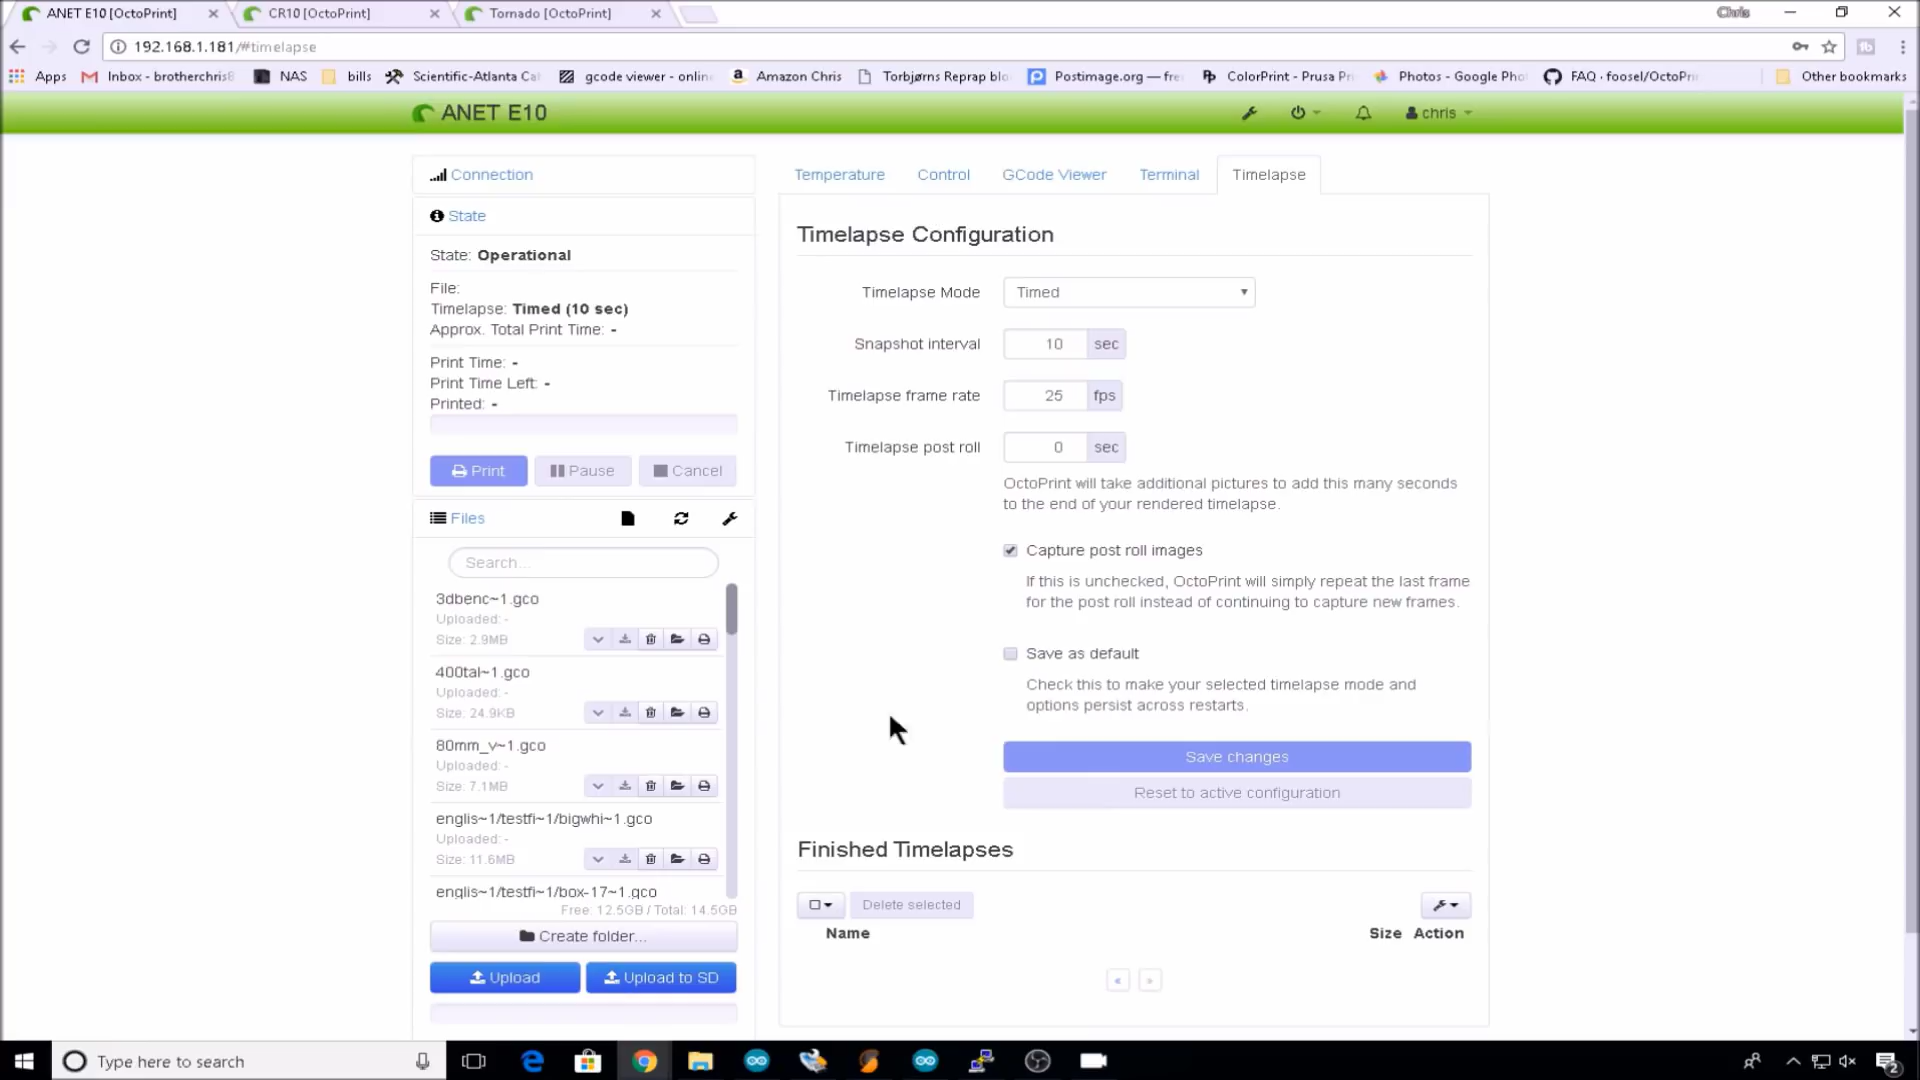 ANET E10 [OctoPrint]
CR10 [OctoPrint]
Tornado [OctoPrint]
Chris
192.168.1.181/#timelapse
Apps
Inbox - brotherchris8
NAS
bills
Scientific-Atlanta Ca
gcode viewer - online
Amazon Chris
Torbjørns Reprap blo
Postimage.org — fre
ColorPrint - Prusa Pri
Photos - Google Pho
FAQ · foosel/OctoPri
Other bookmarks
ANET E10
chris
Connection
State
State: Operational
File:
Timelapse: Timed (10 sec)
Approx. Total Print Time: -
Print Time: -
Print Time Left: -
Printed: -
Print
Pause
Cancel
Files
Search...
3dbenc~1.gco
Uploaded: -
Size: 2.9MB
400tal~1.gco
Uploaded: -
Size: 24.9KB
80mm_v~1.gco
Uploaded: -
Size: 7.1MB
englis~1/testfi~1/bigwhi~1.gco
Uploaded: -
Size: 11.6MB
englis~1/testfi~1/box-17~1.gco
Free: 12.5GB / Total: 14.5GB
Create folder...
Upload
Upload to SD
Temperature
Control
GCode Viewer
Terminal
Timelapse
Timelapse Configuration
Timelapse Mode
Timed
Snapshot interval
10 sec
Timelapse frame rate
25 fps
Timelapse post roll
0 sec
OctoPrint will take additional pictures to add this many seconds
to the end of your rendered timelapse.
Capture post roll images
If this is unchecked, OctoPrint will simply repeat the last frame
for the post roll instead of continuing to capture new frames.
Save as default
Check this to make your selected timelapse mode and
options persist across restarts.
Save changes
Reset to active configuration
Finished Timelapses
Delete selected
Name
Size
Action
«
»
Type here to search
2